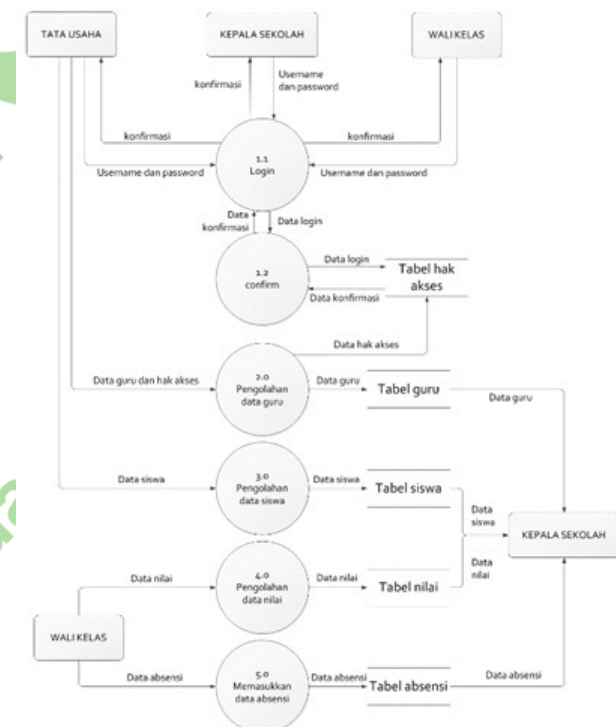 TATA USAHA
KEPALA SEKOLAH
WALI KELAS
konfirmasi
Username
dan password
konfirmasi
konfirmasi
1.1
Login
Username dan password
Username dan password
Data
konfirmasi
Data login
1.2
confirm
Data login
Data konfirmasi
Tabel hak
akses
Data hak akses
Data guru dan hak akses
2.0
Pengolahan
data guru
Data guru
Tabel guru
Data guru
Data siswa
3.0
Pengolahan
data siswa
Data siswa
Tabel siswa
Data
siswa
KEPALA SEKOLAH
Data
nilai
Data nilai
4.0
Pengolahan
data nilai
Data nilai
Tabel nilai
WALI KELAS
Data absensi
5.0
Memasukkan
data absensi
Data absensi
Tabel absensi
Data absensi